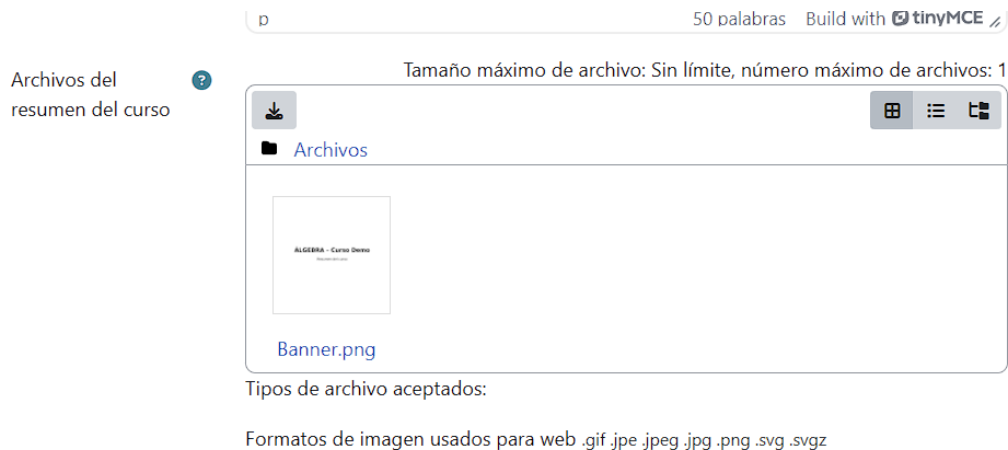 p
50 palabras Build with tinyMCE
Archivos del resumen del curso
Tamaño máximo de archivo: Sin límite, número máximo de archivos: 1
Archivos
ALGEBRA - Curso Demo
Banner.png
Tipos de archivo aceptados:
Formatos de imagen usados para web .gif .jpe .jpeg .jpg .png .svg .svgz